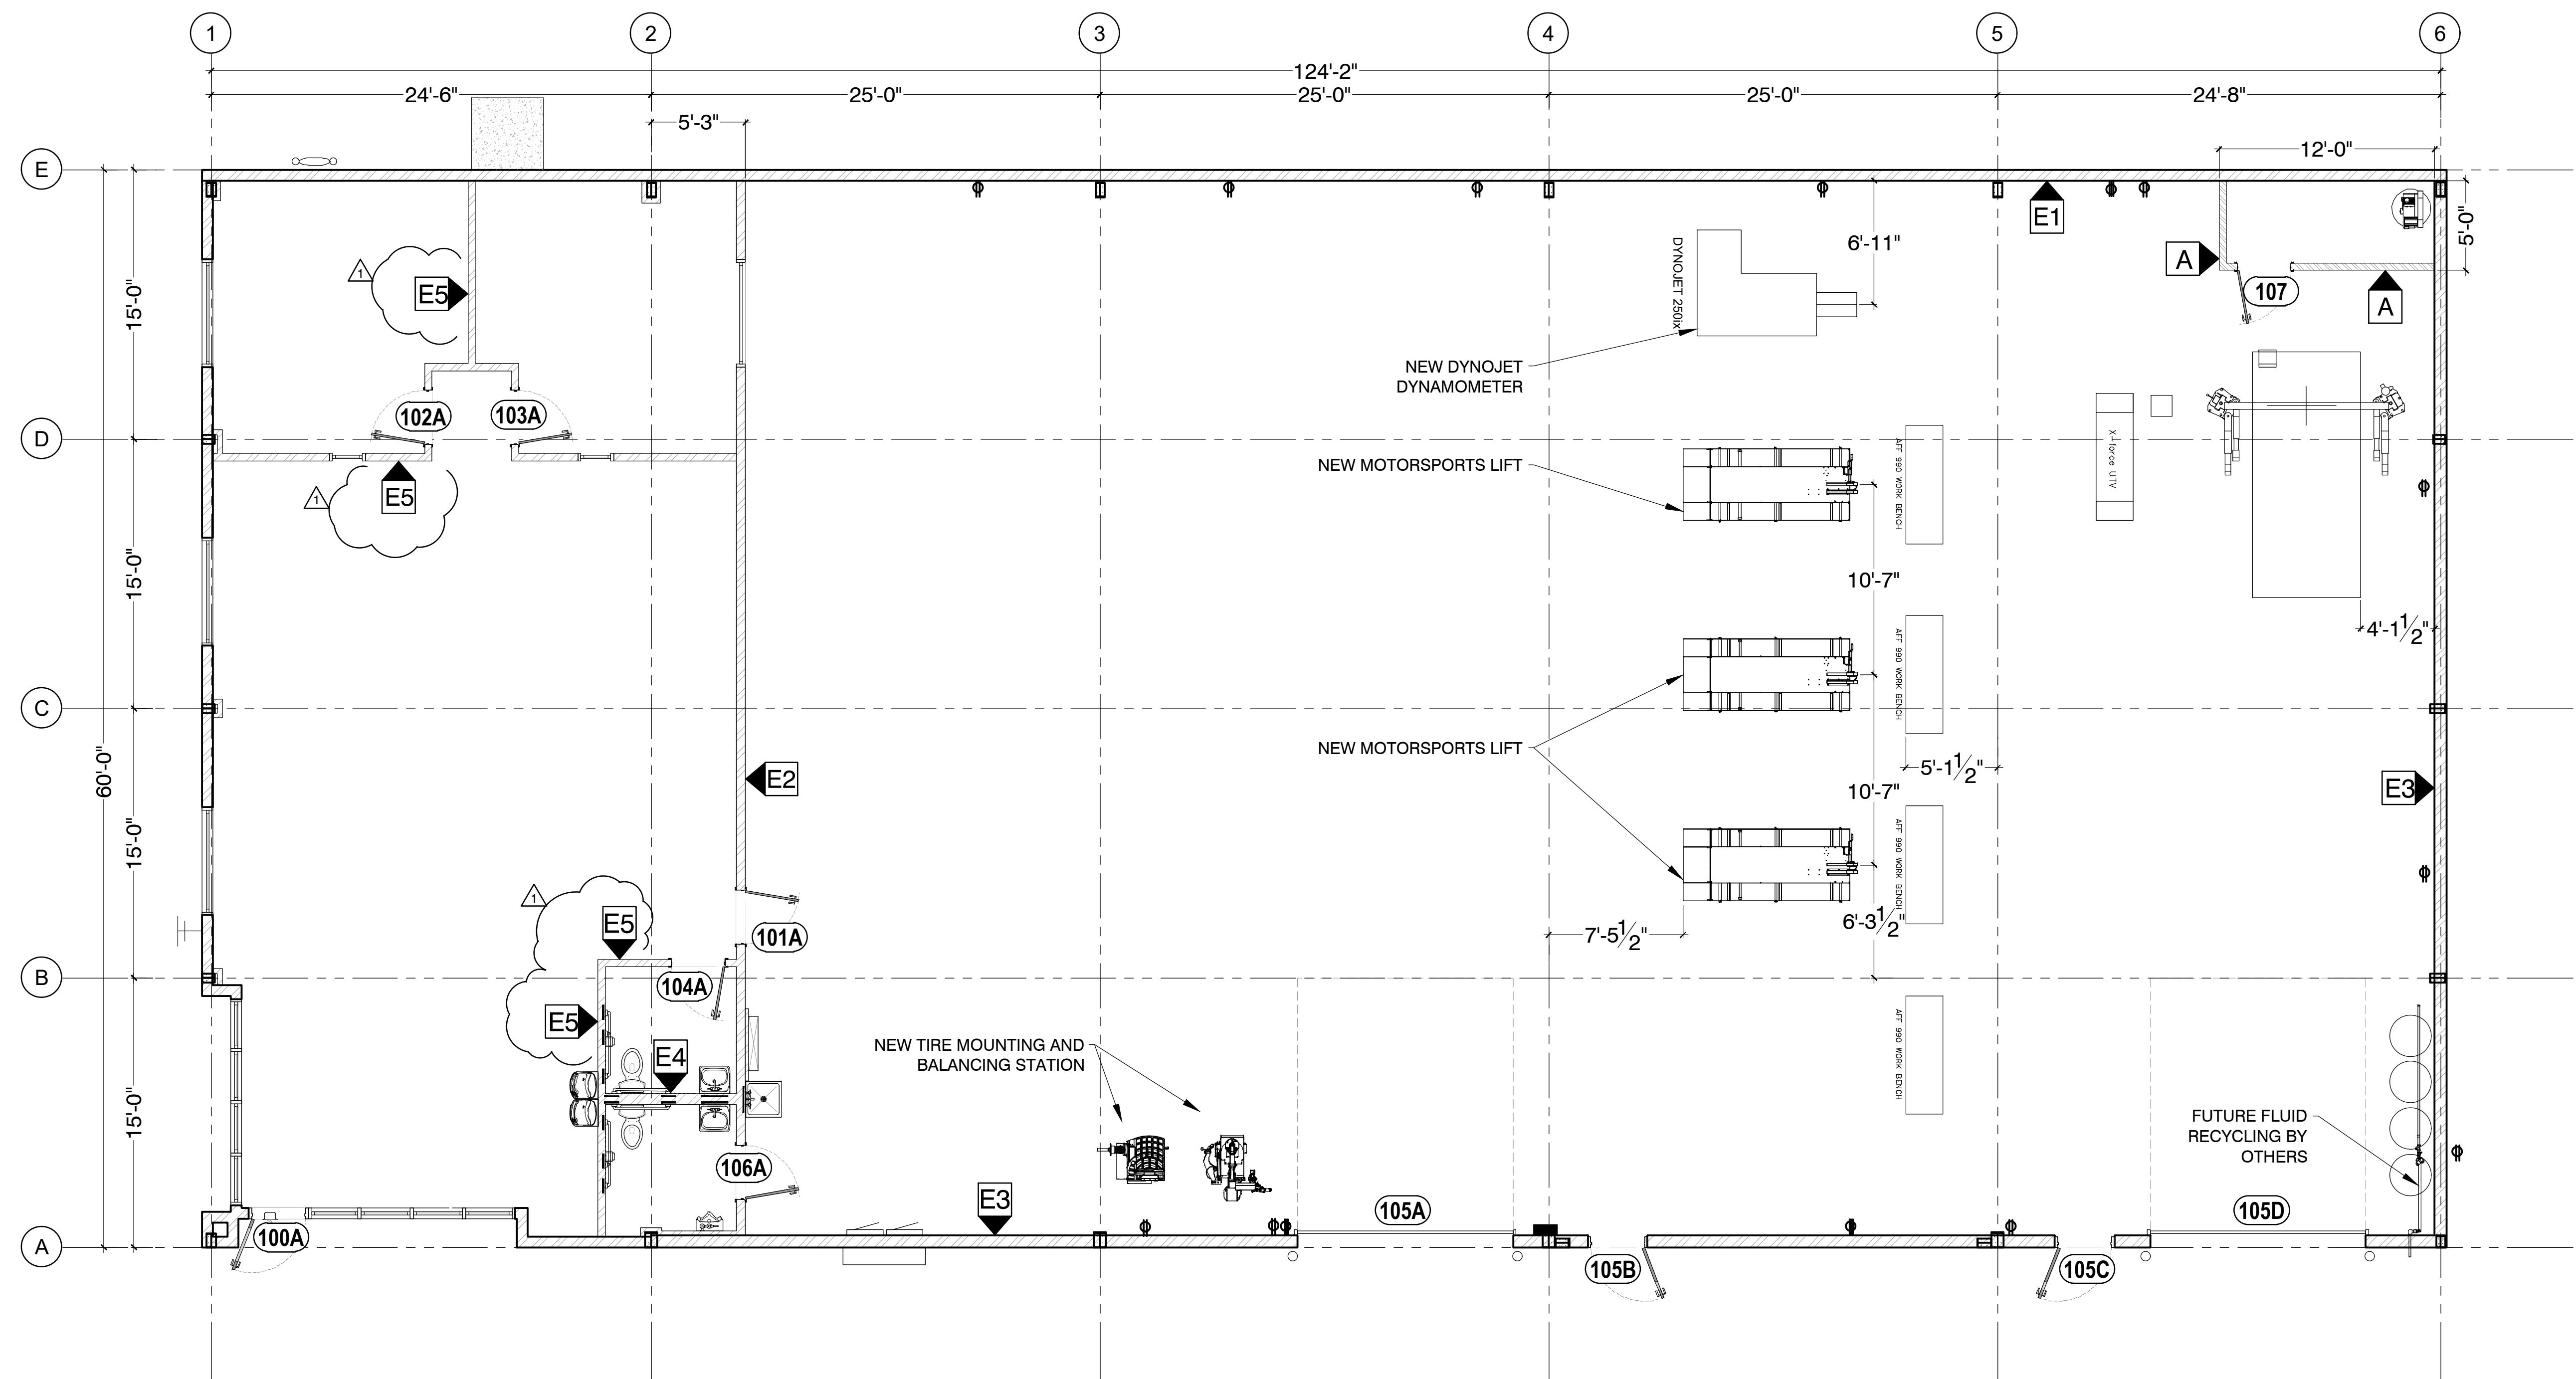 1
2
3
4
5
6
124'-2"
24'-6"
25'-0"
25'-0"
25'-0"
24'-8"
5'-3"
12'-0"
E
E1
5'-0"
6'-11"
DYNOJET 250ix
A
1
E5
107
A
15'-0"
NEW DYNOJET
DYNAMOMETER
102A
103A
D
X-force UTV
AFF 990 WORK BENCH
NEW MOTORSPORTS LIFT
1
E5
15'-0"
10'-7"
4'-1 1/2"
AFF 990 WORK BENCH
C
NEW MOTORSPORTS LIFT
60'-0"
5'-1 1/2"
E2
E3
10'-7"
15'-0"
AFF 990 WORK BENCH
1
E5
6'-3 1/2"
7'-5 1/2"
101A
B
104A
E5
E4
NEW TIRE MOUNTING AND
BALANCING STATION
AFF 990 WORK BENCH
15'-0"
FUTURE FLUID
RECYCLING BY
OTHERS
106A
E3
105A
105D
100A
A
105B
105C